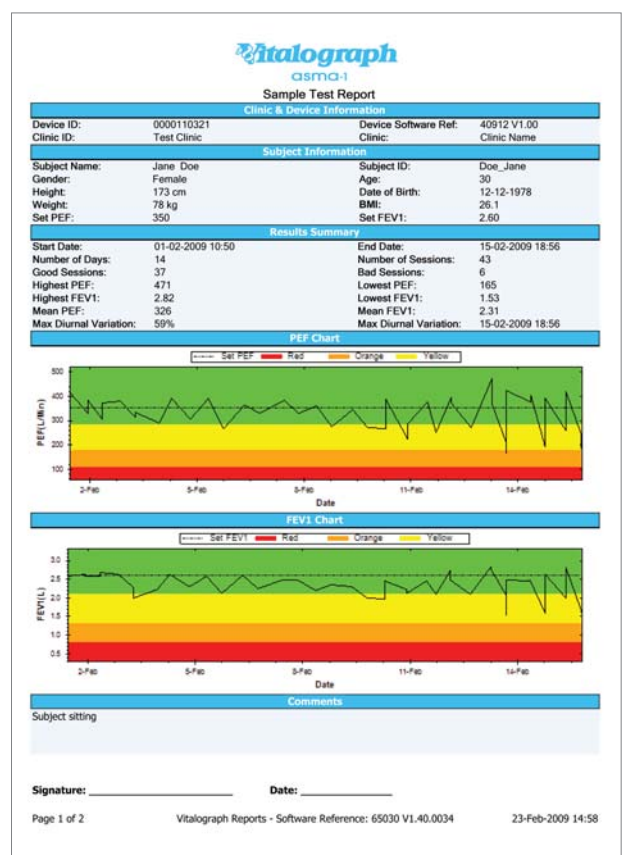 Vitalograph
asma-1
Sample Test Report
Clinic & Device Information
Device ID: 0000110321 Device Software Ref: 40912 V1.00
Clinic ID: Test Clinic Clinic: Clinic Name
Subject Information
Subject Name: Jane Doe Subject ID: Doe_Jane
Gender: Female Age: 30
Height: 173 cm Date of Birth: 12-12-1978
Weight: 78 kg BMI: 26.1
Set PEF: 350 Set FEV1: 2.60
Results Summary
Start Date: 01-02-2009 10:50 End Date: 15-02-2009 18:56
Number of Days: 14 Number of Sessions: 43
Good Sessions: 37 Bad Sessions: 6
Highest PEF: 471 Lowest PEF: 165
Highest FEV1: 2.82 Lowest FEV1: 1.53
Mean PEF: 326 Mean FEV1: 2.31
Max Diurnal Variation: 59% Max Diurnal Variation: 15-02-2009 18:56
PEF Chart
Set PEF Red Orange Yellow
500
400
300
200
100
PEF(L/Min)
2-Feb 5-Feb 8-Feb 11-Feb 14-Feb
Date
FEV1 Chart
Set FEV1 Red Orange Yellow
3.0
2.5
2.0
1.5
1.0
0.5
FEV1(L)
2-Feb 5-Feb 8-Feb 11-Feb 14-Feb
Date
Comments
Subject sitting
Signature: Date:
Page 1 of 2 Vitalograph Reports - Software Reference: 65030 V1.40.0034 23-Feb-2009 14:58